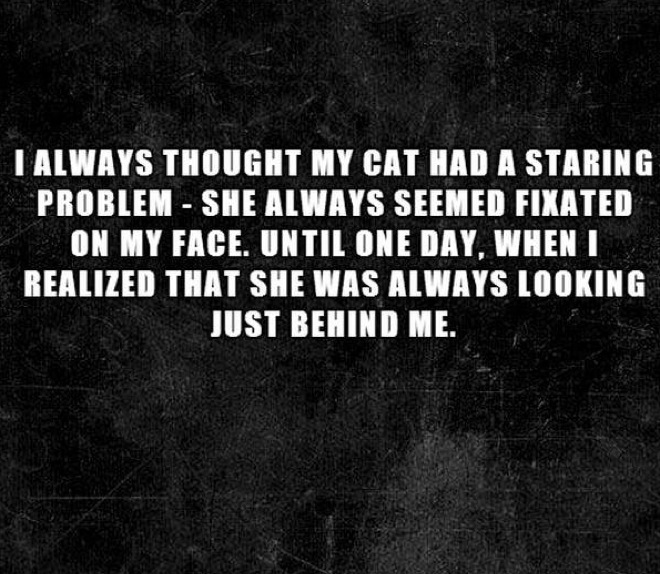 I ALWAYS THOUGHT MY CAT HAD A STARING
PROBLEM - SHE ALWAYS SEEMED FIXATED
ON MY FACE. UNTIL ONE DAY, WHEN I
REALIZED THAT SHE WAS ALWAYS LOOKING
JUST BEHIND ME.